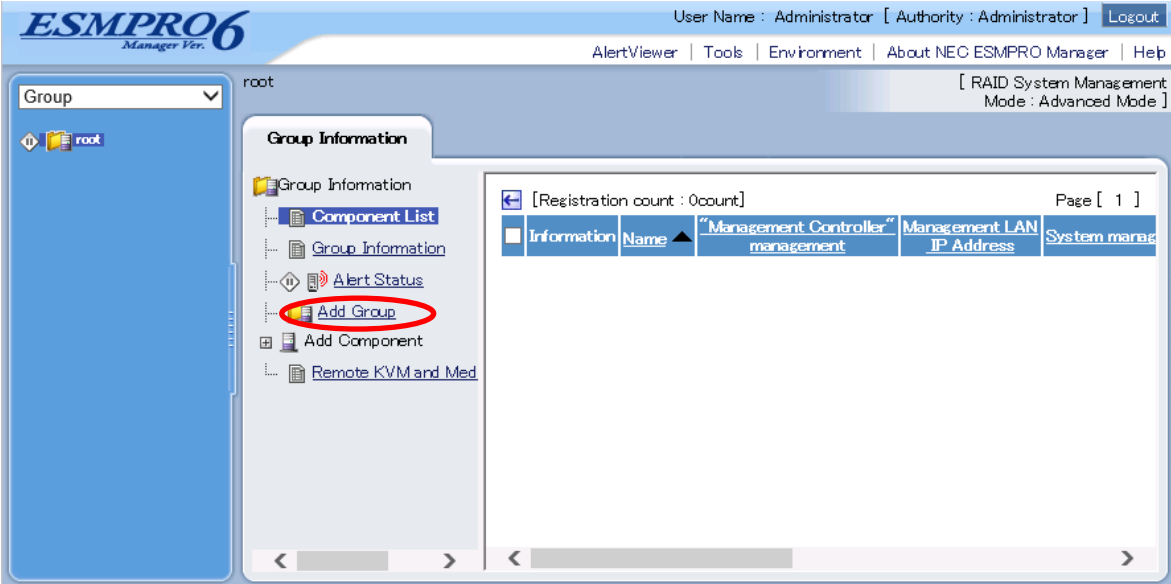 ESMPRO6
Manager Ver.
User Name : Administrator [ Authority : Administrator ] Logout
AlertViewer | Tools | Environment | About NEC ESMPRO Manager | Help
Group
root
root
[ RAID System Management
Mode : Advanced Mode ]
Group Information
Group Information
Component List
Group Information
Alert Status
Add Group
Add Component
Remote KVM and Med
[Registration count : 0count]
Page [ 1 ]
Information
Name
"Management Controller"
management
Management LAN
IP Address
System manag